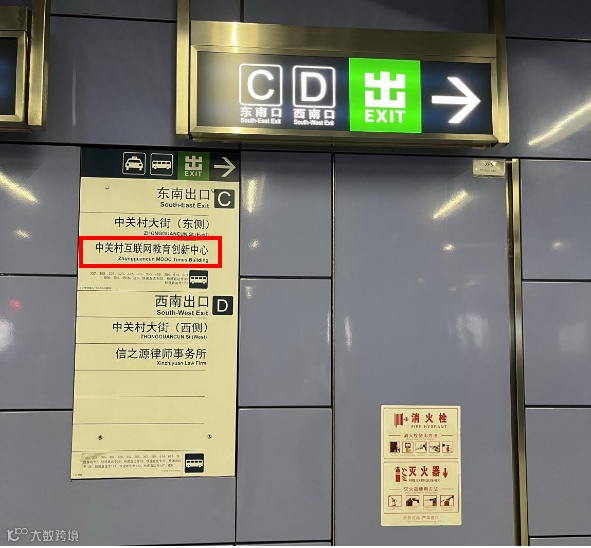 C
D
出
EXIT
东南口
South-East Exit
西南口
South-West Exit
出
EXIT
东南出口
C
South-East Exit
中关村大街（东侧）
ZHONGGUANCUN St(East)
中关村互联网教育创新中心
Zhongguancun MOOC Times Building
西南出口
D
South-West Exit
中关村大街（西侧）
ZHONGGUANCUN St(West)
信之源律师事务所
Xinzhiyuan Law Firm
消火栓
FIRE HYDRANT
灭火器
FIRE EXTINGUISHER
大数跨境